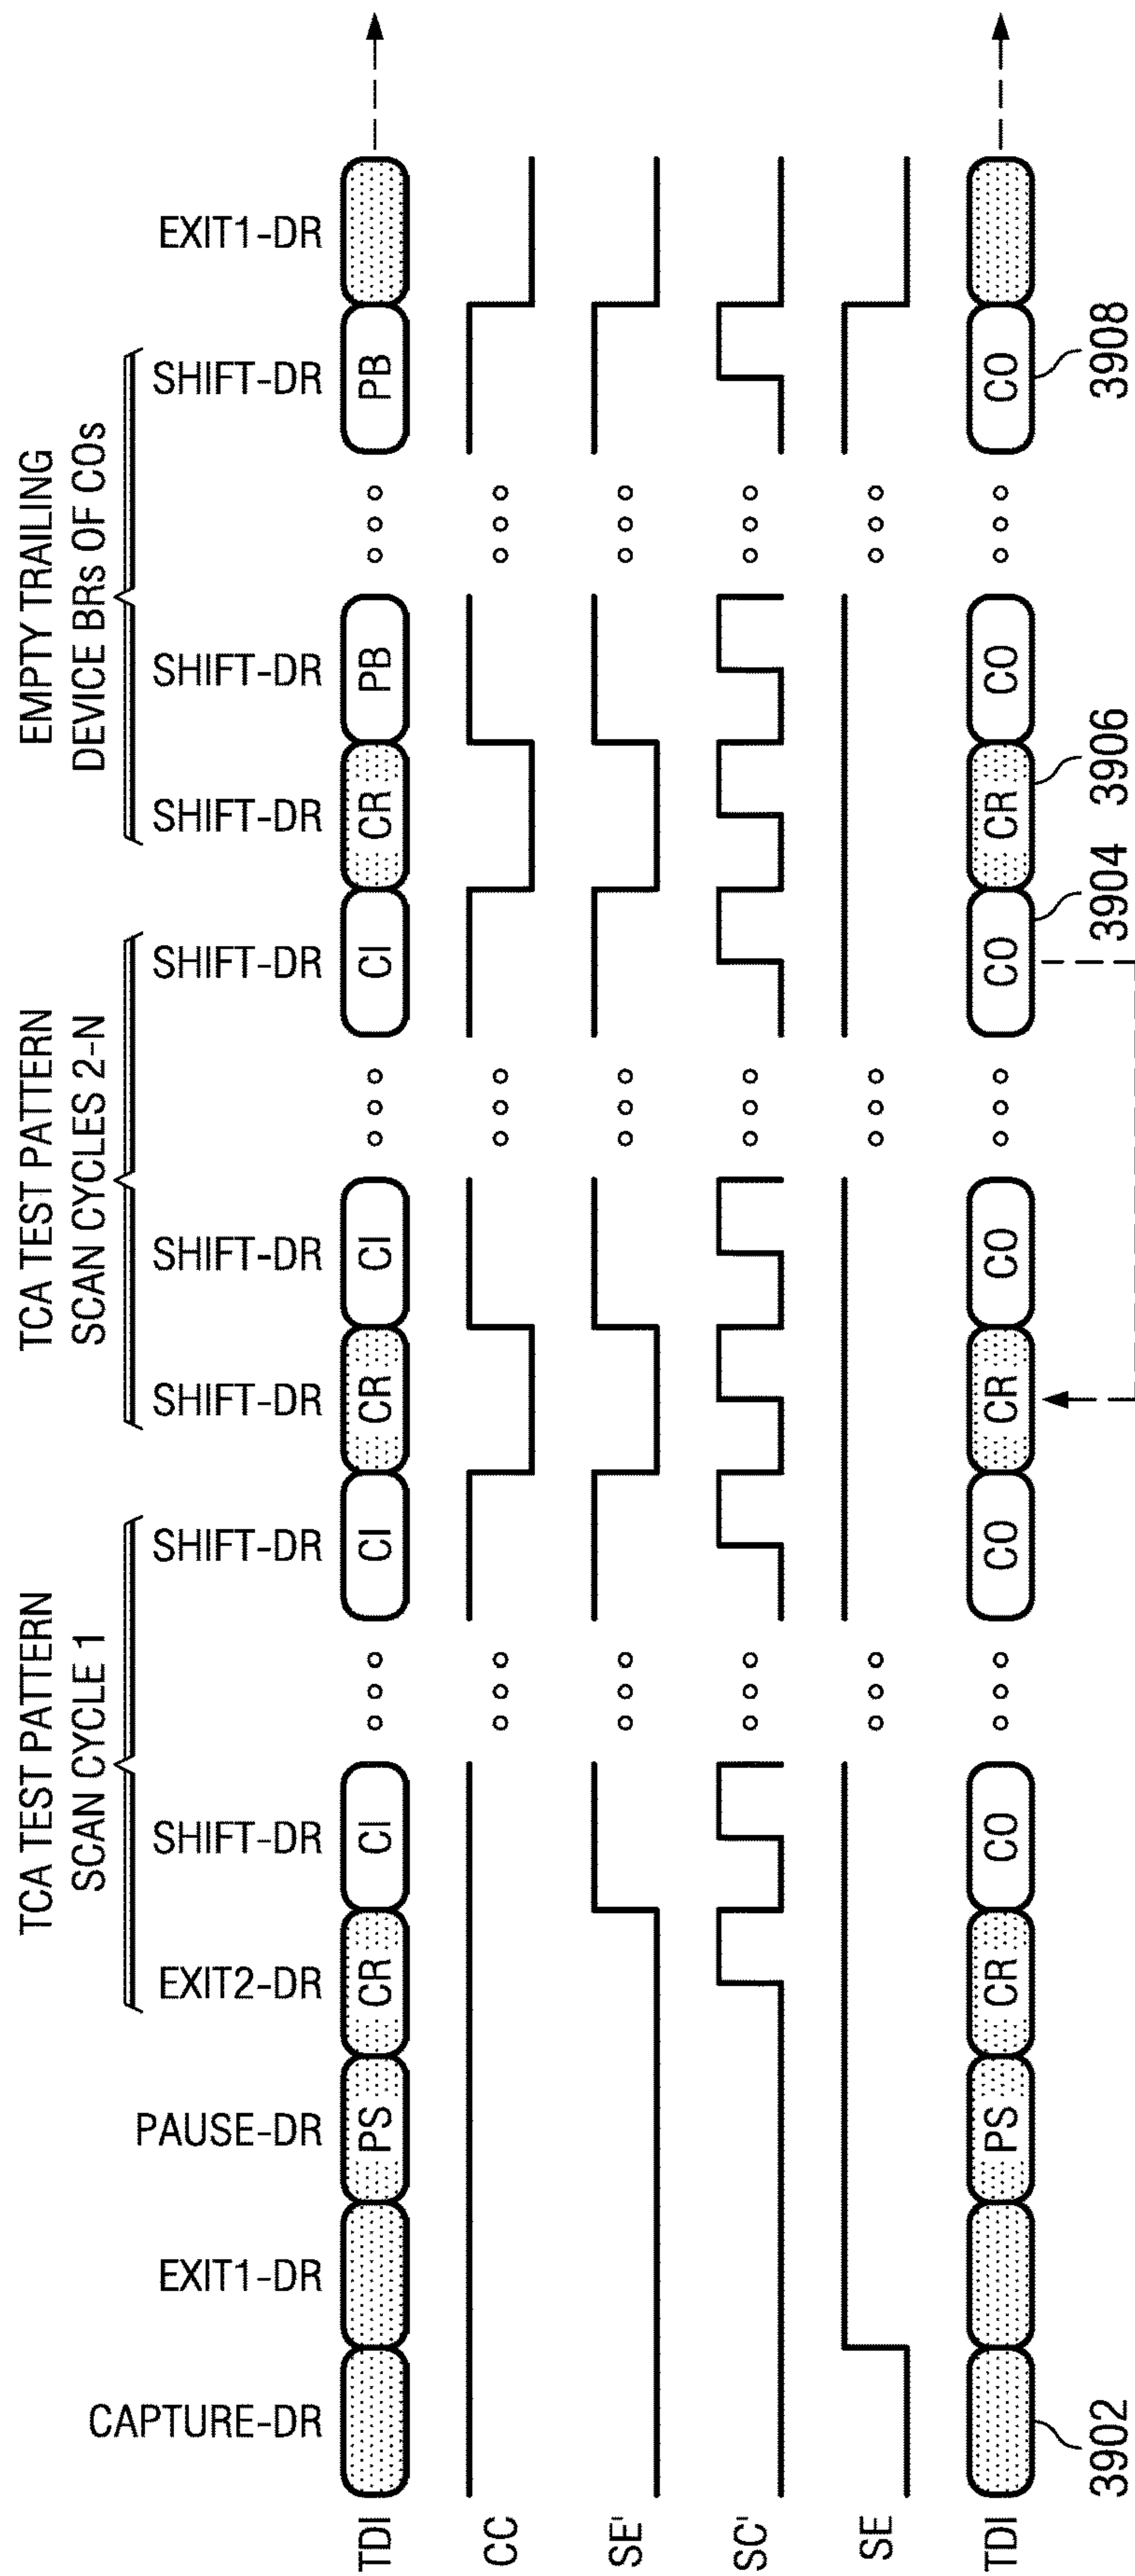 TCA TEST PATTERN
SCAN CYCLE 1
TCA TEST PATTERN
SCAN CYCLES 2-N
EMPTY TRAILING
DEVICE BRs OF COs
CAPTURE-DR
EXIT1-DR
PAUSE-DR
EXIT2-DR
SHIFT-DR
SHIFT-DR
SHIFT-DR
SHIFT-DR
SHIFT-DR
SHIFT-DR
SHIFT-DR
SHIFT-DR
EXIT1-DR
TDI PS CR CI CI CR CI CI CR PB PB
CC
SE'
SC'
SE
TDI PS CR CO CO CR CO CO CR CO CO
3902 3904 3906 3908